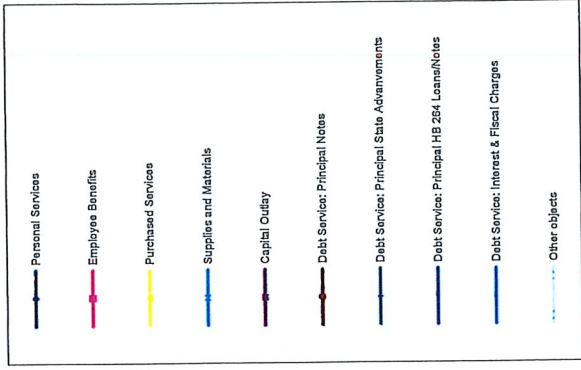 Personal Services
Employee Benefits
Purchased Services
Supplies and Materials
Capital Outlay
Debt Service: Principal Notes
Debt Service: Principal State Advanvoments
Debt Service: Principal HB 264 Loans/Notes
Debt Service: Interest & Fiscal Charges
Other objects